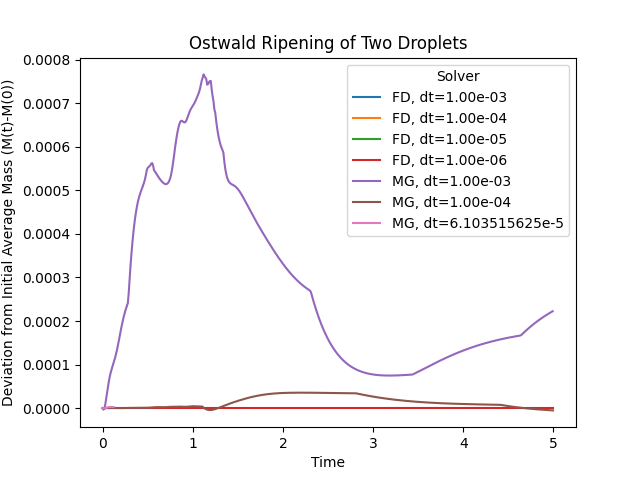 Ostwald Ripening of Two Droplets
Deviation from Initial Average Mass (M(t)-M(0))
0.0008
0.0007
0.0006
0.0005
0.0004
0.0003
0.0002
0.0001
0.0000
Solver
FD, dt=1.00e-03
FD, dt=1.00e-04
FD, dt=1.00e-05
FD, dt=1.00e-06
MG, dt=1.00e-03
MG, dt=1.00e-04
MG, dt=6.103515625e-5
0 1 2 3 4 5
Time